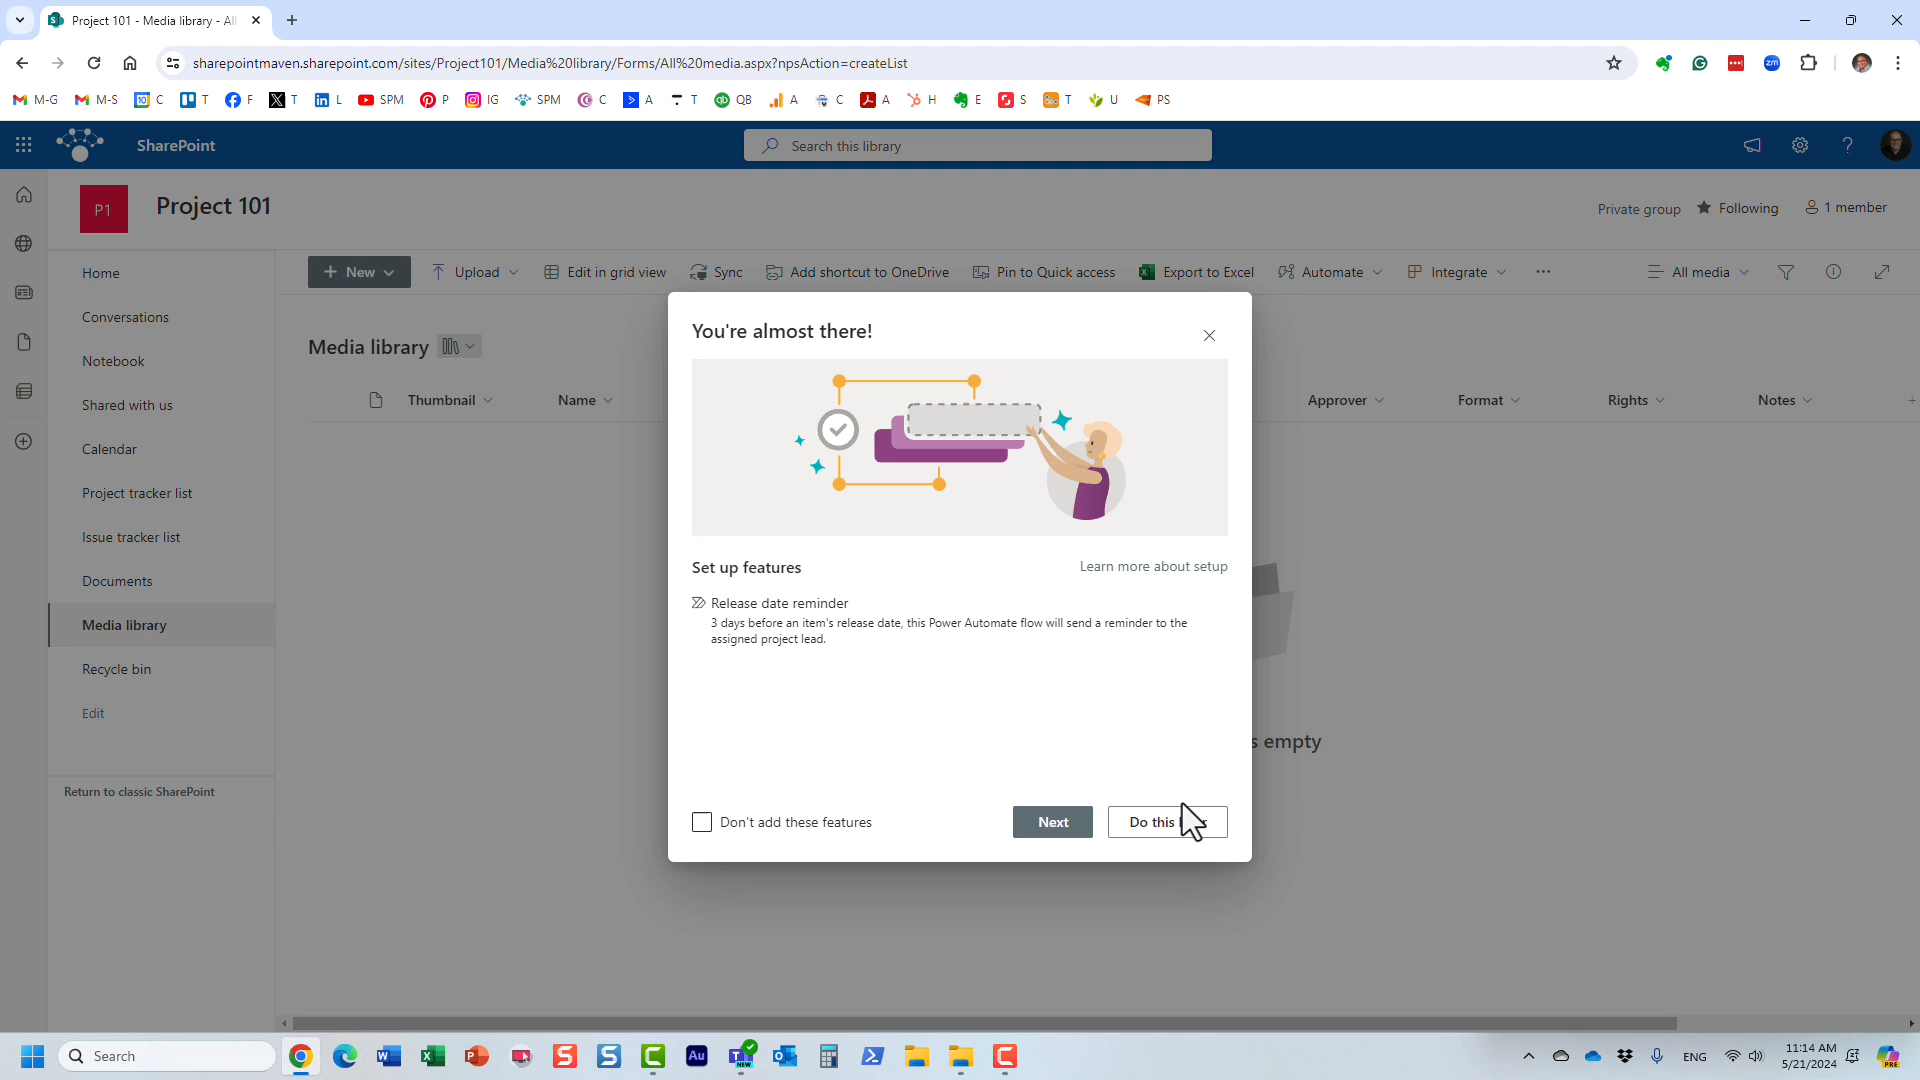 Project 101 - Media library - All
sharepointmaven.sharepoint.com/sites/Project101/Media%20library/Forms/All%20media.aspx?npsAction=createList
M-G M-S C T F T L SPM P IG SPM C A T QB A C A H E S T U PS
SharePoint
Search this library
P1
Project 101
Private group
Following
1 member
Home
Conversations
Notebook
Shared with us
Calendar
Project tracker list
Issue tracker list
Documents
Media library
Recycle bin
Edit
Return to classic SharePoint
New
Upload
Edit in grid view
Sync
Add shortcut to OneDrive
Pin to Quick access
Export to Excel
Automate
Integrate
All media
Media library
Thumbnail
Name
Approver
Format
Rights
Notes
You're almost there!
Set up features
Learn more about setup
Release date reminder
3 days before an item's release date, this Power Automate flow will send a reminder to the
assigned project lead.
s empty
Don't add these features
Next
Do this
Search
ENG
11:14 AM
5/21/2024